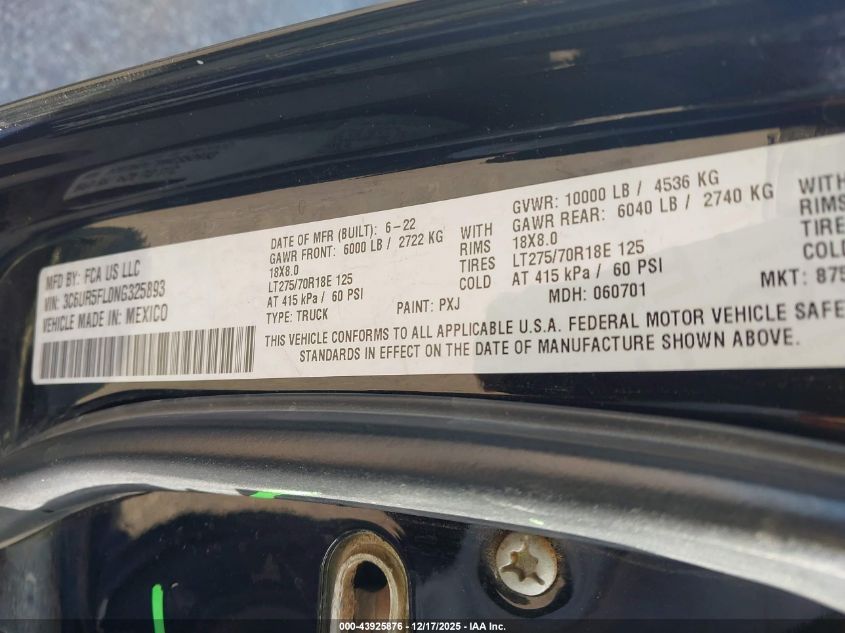 MFD BY: FCA US LLC
VIN: 3C6UR5FL0NG325893
VEHICLE MADE IN: MEXICO
DATE OF MFR (BUILT): 6-22
GAWR FRONT: 6000 LB / 2722 KG
18X8.0
LT275/70R18E 125
AT 415 kPa / 60 PSI
TYPE: TRUCK
WITH
RIMS
TIRES
COLD
PAINT: PXJ
GVWR: 10000 LB / 4536 KG
GAWR REAR: 6040 LB / 2740 KG
18X8.0
LT275/70R18E 125
AT 415 kPa / 60 PSI
MDH: 060701
WITH
RIMS
TIRES
COLD
MKT: 875
THIS VEHICLE CONFORMS TO ALL APPLICABLE U.S.A. FEDERAL MOTOR VEHICLE SAFE
STANDARDS IN EFFECT ON THE DATE OF MANUFACTURE SHOWN ABOVE.
000-43925876 - 12/17/2025 - IAA Inc.